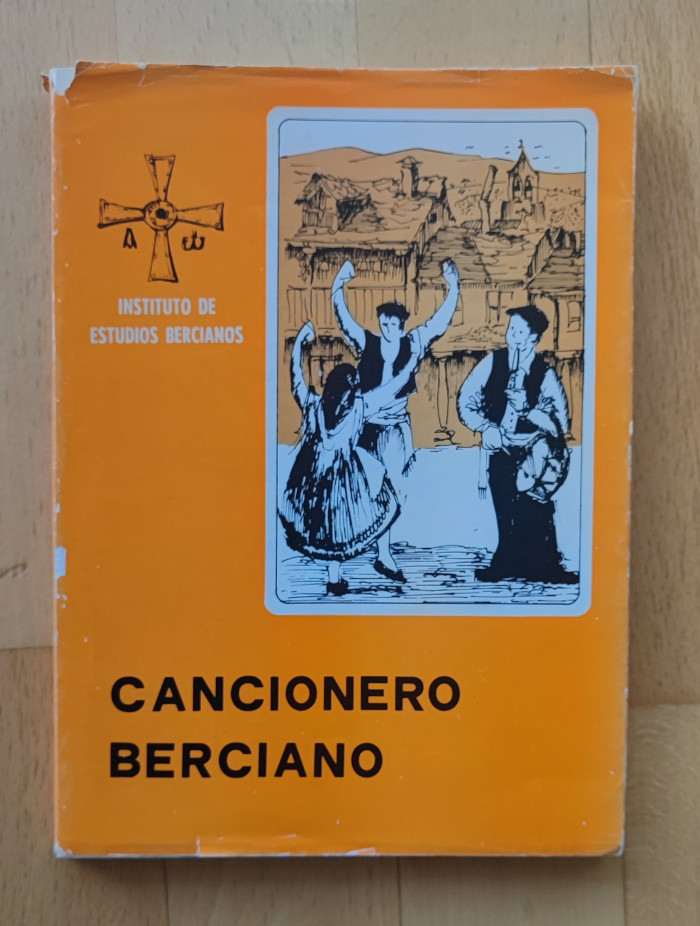 A ω
INSTITUTO DE
ESTUDIOS BERCIANOS
CANCIONERO
BERCIANO